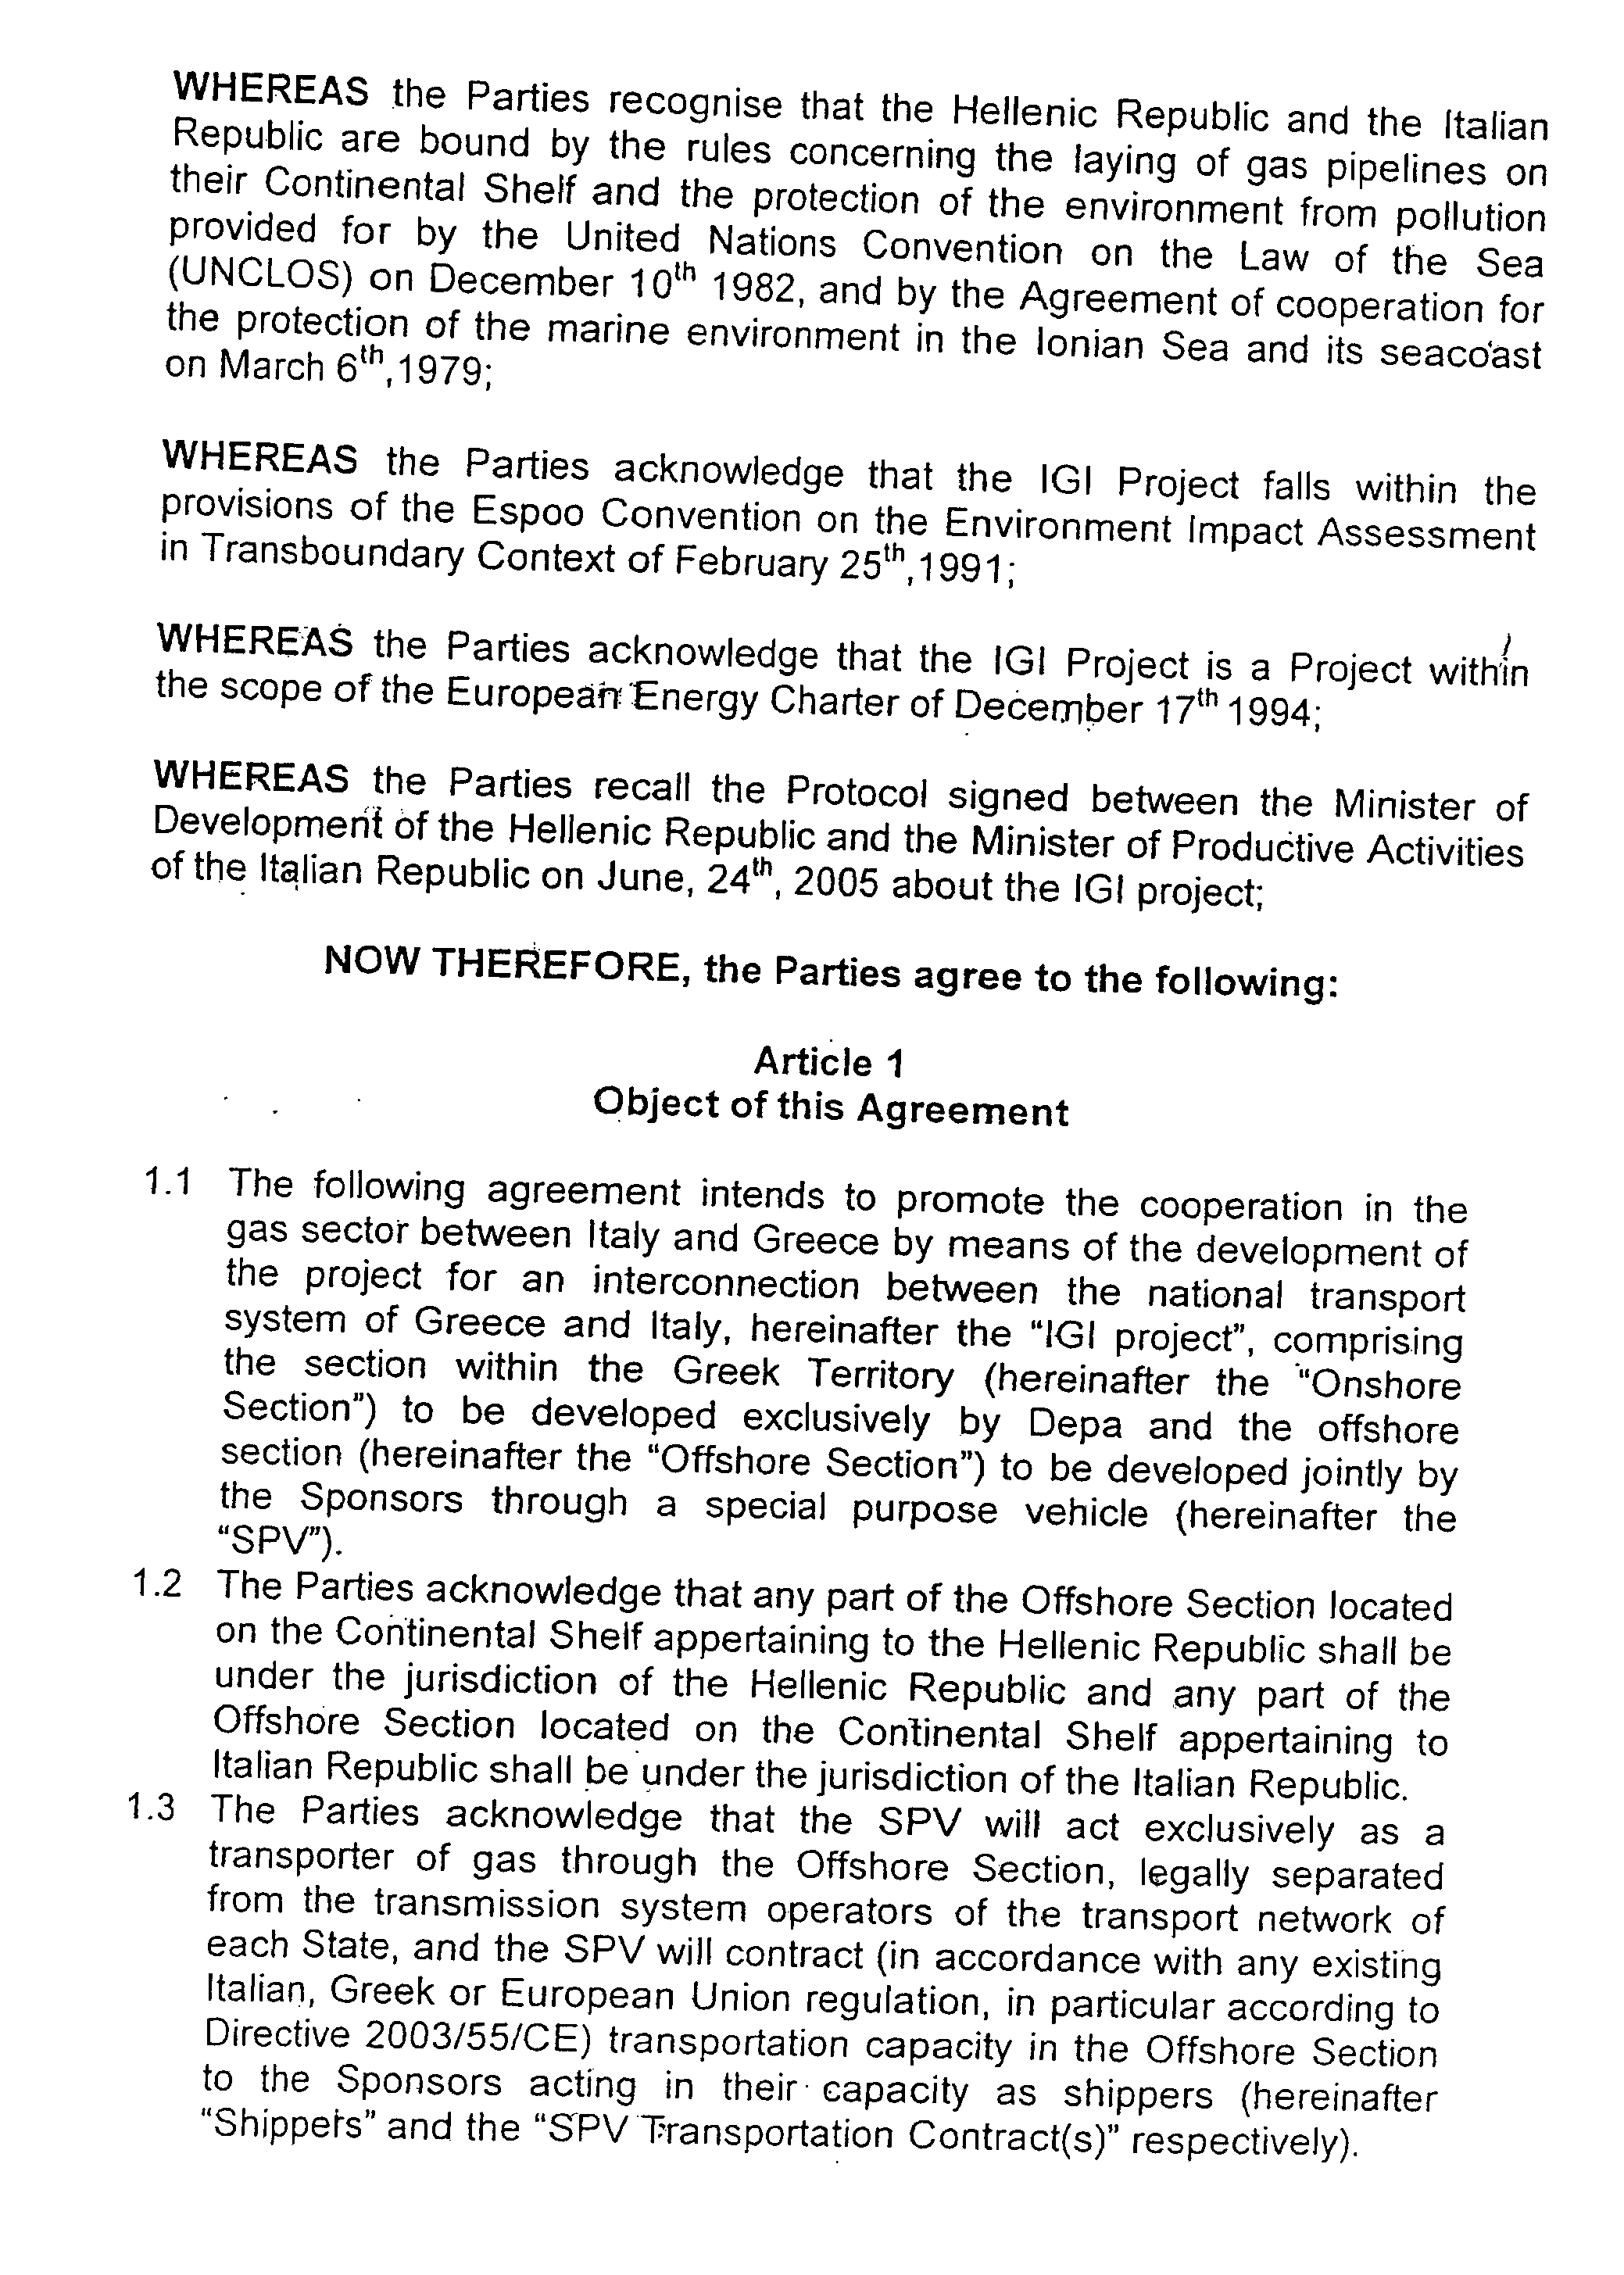 WHEREAS the Parties recognise that the Hellenic Republic and the Italian
Republic are bound by the rules concerning the laying of gas pipelines on
their Continental Shelf and the protection of the environment from pollution
provided for by the United Nations Convention on the Law of the Sea
(UNCLOS) on December 10th 1982, and by the Agreement of cooperation for
the protection of the marine environment in the Ionian Sea and its seacoast
on March 6th,1979;
WHEREAS the Parties acknowledge that the IGI Project falls within the
provisions of the Espoo Convention on the Environment Impact Assessment
in Transboundary Context of February 25th,1991;
WHEREAS the Parties acknowledge that the IGI Project is a Project within
the scope of the European Energy Charter of December 17th 1994;
WHEREAS the Parties recall the Protocol signed between the Minister of
Development of the Hellenic Republic and the Minister of Productive Activities
of the Italian Republic on June, 24th, 2005 about the IGI project;
NOW THEREFORE, the Parties agree to the following:
Article 1
Object of this Agreement
1.1 The following agreement intends to promote the cooperation in the
gas sector between Italy and Greece by means of the development of
the project for an interconnection between the national transport
system of Greece and Italy, hereinafter the “IGI project”, comprising
the section within the Greek Territory (hereinafter the “Onshore
Section”) to be developed exclusively by Depa and the offshore
section (hereinafter the “Offshore Section”) to be developed jointly by
the Sponsors through a special purpose vehicle (hereinafter the
“SPV”).
1.2 The Parties acknowledge that any part of the Offshore Section located
on the Continental Shelf appertaining to the Hellenic Republic shall be
under the jurisdiction of the Hellenic Republic and any part of the
Offshore Section located on the Continental Shelf appertaining to
Italian Republic shall be under the jurisdiction of the Italian Republic.
1.3 The Parties acknowledge that the SPV will act exclusively as a
transporter of gas through the Offshore Section, legally separated
from the transmission system operators of the transport network of
each State, and the SPV will contract (in accordance with any existing
Italian, Greek or European Union regulation, in particular according to
Directive 2003/55/CE) transportation capacity in the Offshore Section
to the Sponsors acting in their capacity as shippers (hereinafter
“Shippers” and the “SPV Transportation Contract(s)” respectively).